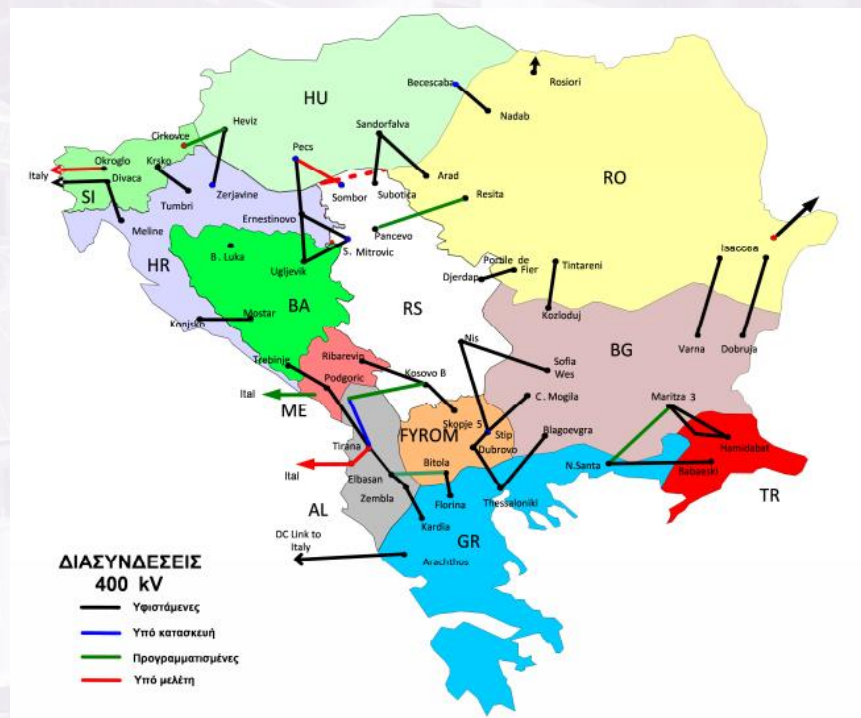 HU
Becescaba
Rosiori
Nadab
Sandorfalva
Heviz
Cirkovce
Pecs
Okroglo
Krsko
Italy
Divaca
Arad
RO
SI
Zerjavine
Sombor
Subotica
Resita
Tumbri
Ernestinovo
Meline
Pancevo
S. Mitrovic
Isaccea
HR
B. Luka
Ugljevik
Portile de
Fier
Tintareni
Djerdap
BA
RS
Mostar
Konjsko
Kozloduj
Nis
BG
Varna
Dobruja
Trebinje
Ribarevin
Sofia
Wes
Podgoric
Kosovo B
Ital
C. Mogila
Maritza 3
ME
Skopje 5
FYROM
Stip
Blagoevgra
Hamidabat
Tirana
Dubrovo
Ital
Bitola
N.Santa
Babaeski
Elbasan
Zembla
TR
Florina
Thessaloniki
AL
Kardia
DC Link to
Italy
GR
Arachthos
ΔΙΑΣΥΝΔΕΣΕΙΣ
400 kV
Υφιστάμενες
Υπό κατασκευή
Προγραμματισμένες
Υπό μελέτη